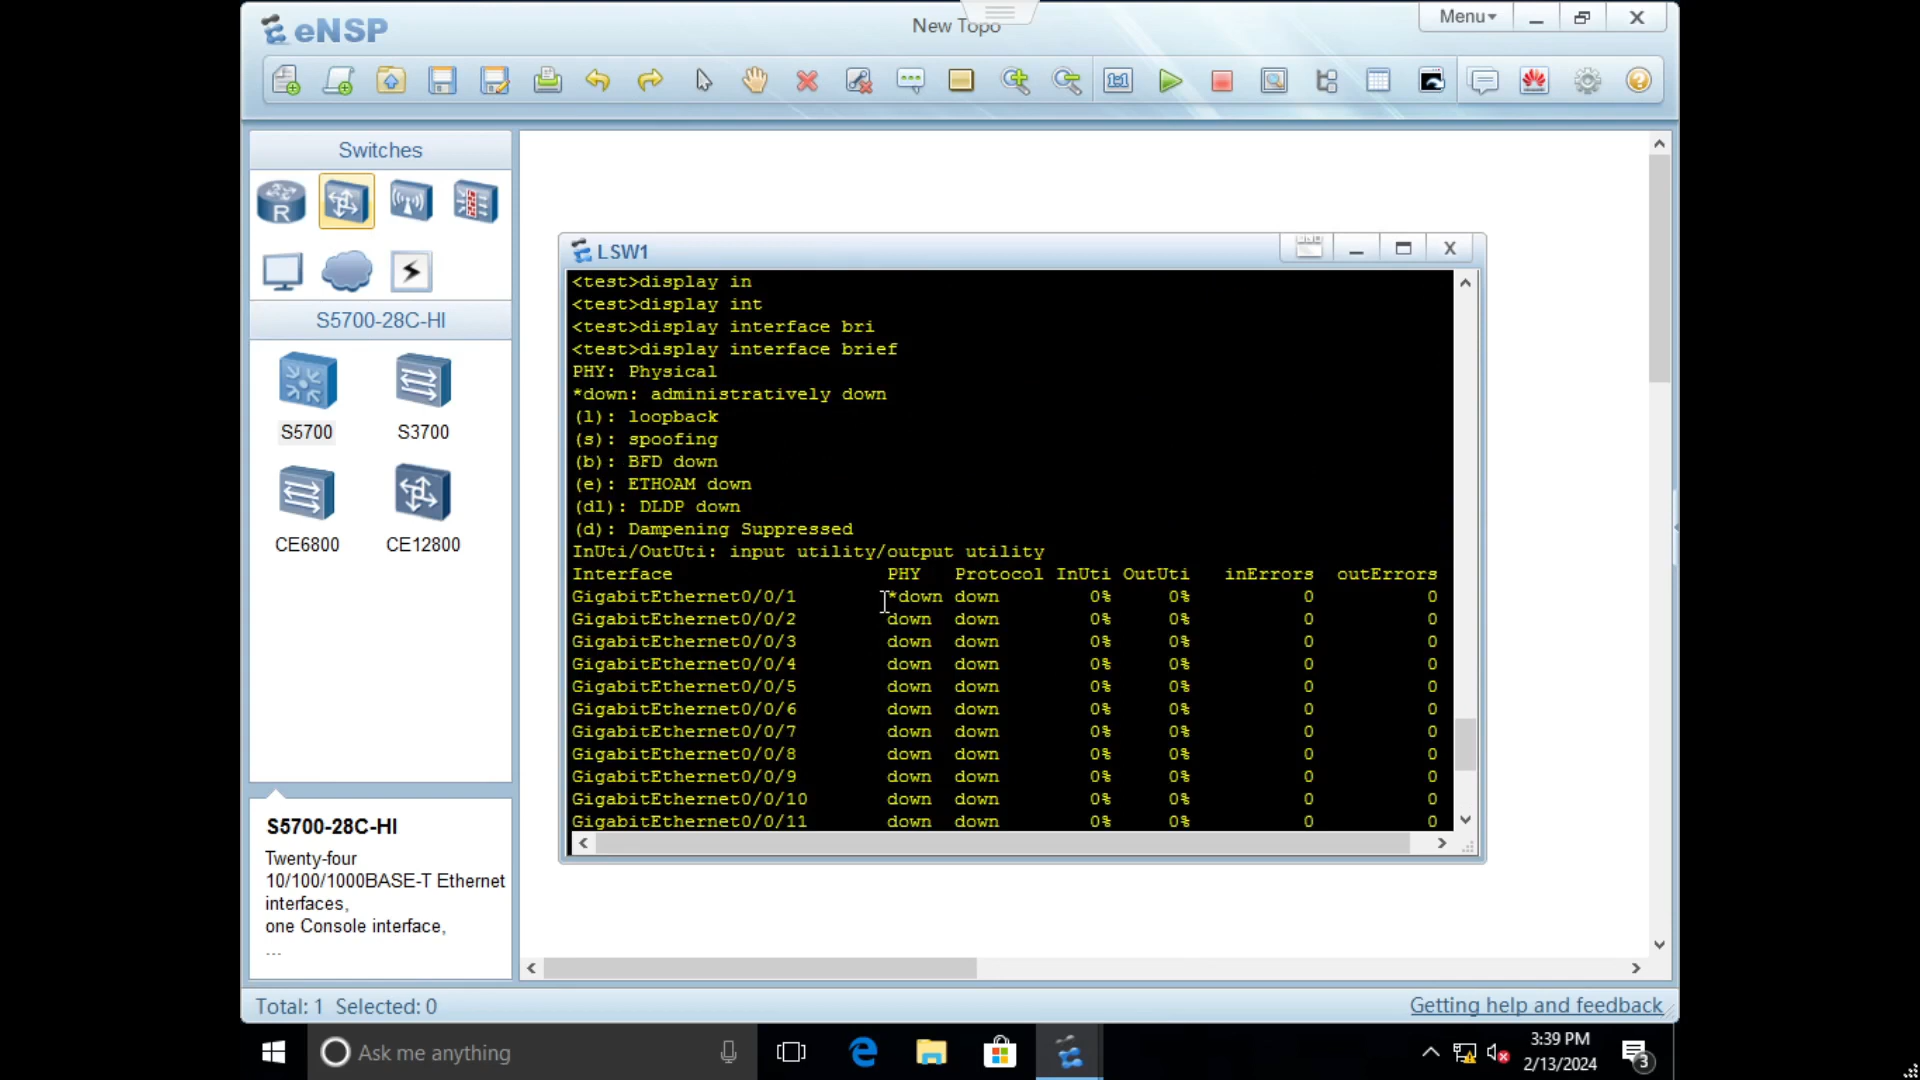 eNSP
New Topo
Menu
Switches
R
S5700-28C-HI
S5700
S3700
CE6800
CE12800
S5700-28C-HI
Twenty-four
10/100/1000BASE-T Ethernet
interfaces,
one Console interface,
...
LSW1
<test>display in
<test>display int
<test>display interface bri
<test>display interface brief
PHY: Physical
*down: administratively down
(l): loopback
(s): spoofing
(b): BFD down
(e): ETHOAM down
(dl): DLDP down
(d): Dampening Suppressed
InUti/OutUti: input utility/output utility
Interface PHY Protocol InUti OutUti inErrors outErrors
GigabitEthernet0/0/1 *down down 0% 0% 0 0
GigabitEthernet0/0/2 down down 0% 0% 0 0
GigabitEthernet0/0/3 down down 0% 0% 0 0
GigabitEthernet0/0/4 down down 0% 0% 0 0
GigabitEthernet0/0/5 down down 0% 0% 0 0
GigabitEthernet0/0/6 down down 0% 0% 0 0
GigabitEthernet0/0/7 down down 0% 0% 0 0
GigabitEthernet0/0/8 down down 0% 0% 0 0
GigabitEthernet0/0/9 down down 0% 0% 0 0
GigabitEthernet0/0/10 down down 0% 0% 0 0
GigabitEthernet0/0/11 down down 0% 0% 0 0
Total: 1 Selected: 0
Getting help and feedback
Ask me anything
3:39 PM
2/13/2024
3